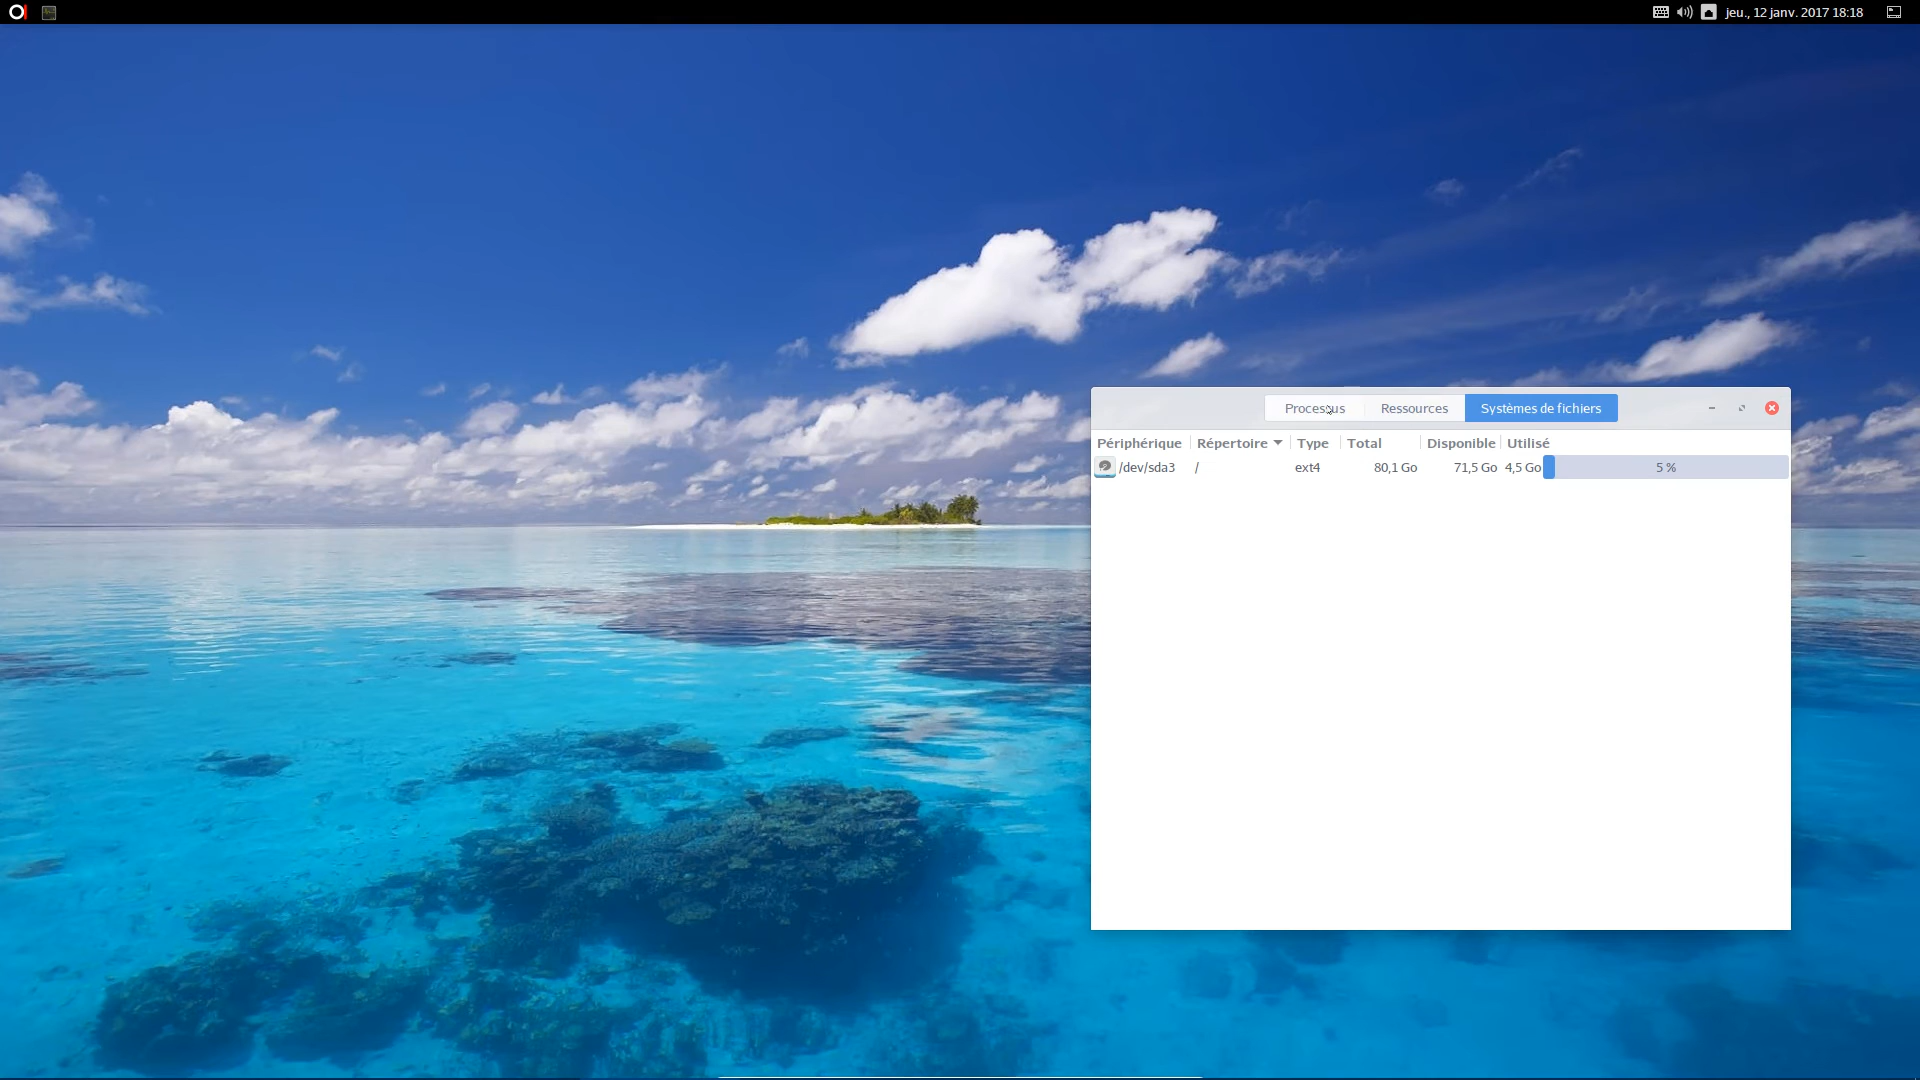 jeu., 12 janv. 2017 18:18
Processus Ressources Systèmes de fichiers
Périphérique Répertoire Type Total Disponible Utilisé
/dev/sda3 / ext4 80,1 Go 71,5 Go 4,5 Go 5 %